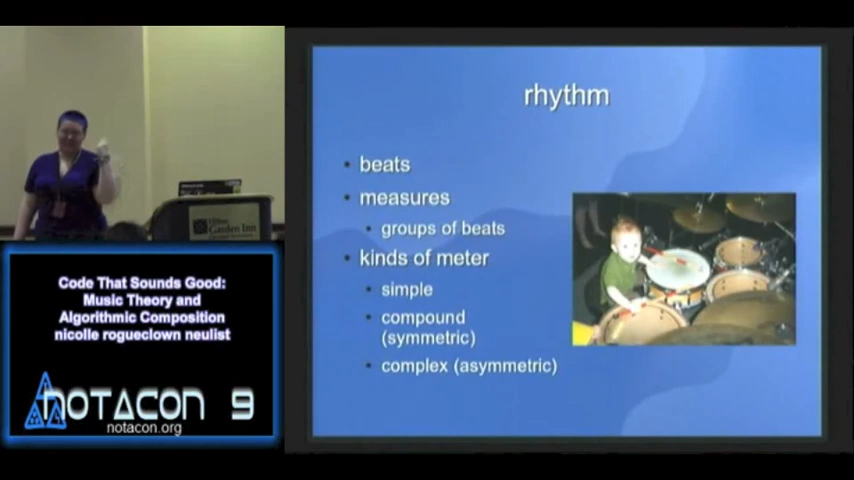 rhythm
beats
measures
groups of beats
kinds of meter
simple
compound
(symmetric)
complex (asymmetric)
Hilton
Garden Inn
Code That Sounds Good:
Music Theory and
Algorithmic Composition
nicolle rogueclown neulist
NOTACON 9
notacon.org